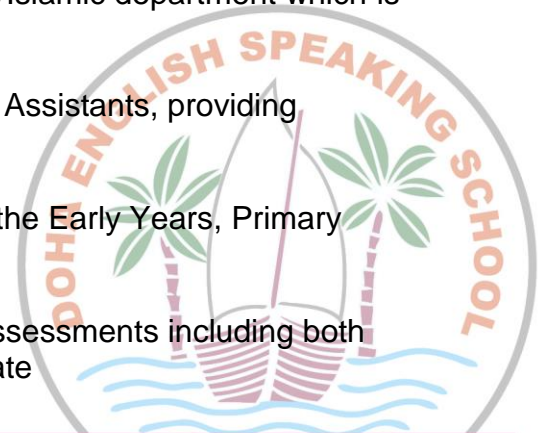 Islamic department which is
Assistants, providing
the Early Years, Primary
ssessments including both
ate
DOHA ENGLISH SPEAKING SCHOOL